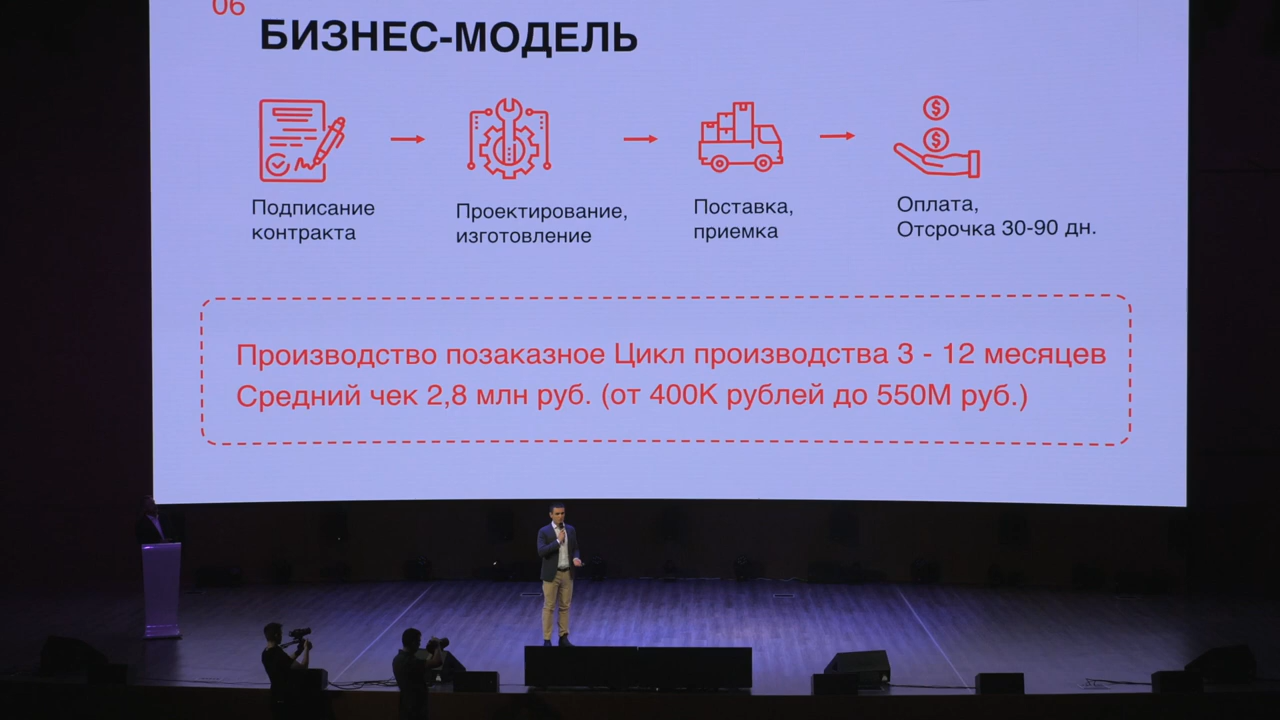 06
БИЗНЕС-МОДЕЛЬ
Подписание
контракта
Проектирование,
изготовление
Поставка,
приемка
Оплата,
Отсрочка 30-90 дн.
Производство позаказное Цикл производства 3 - 12 месяцев
Средний чек 2,8 млн руб. (от 400К рублей до 550М руб.)